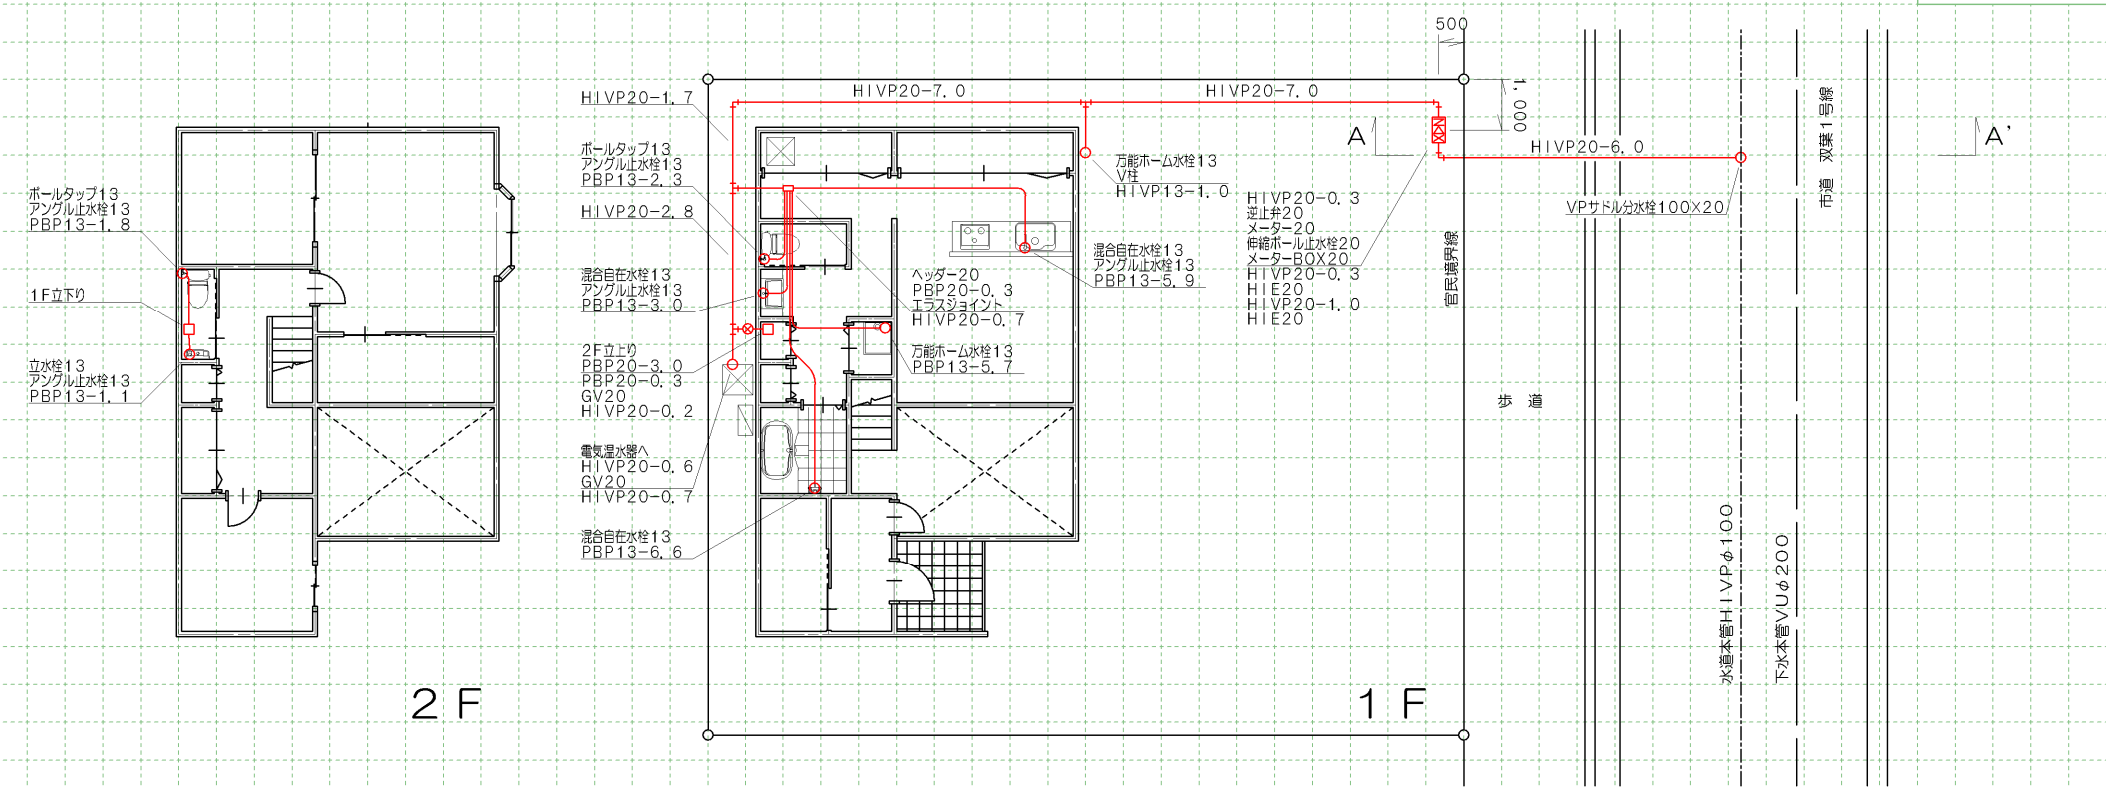 ボールタップ13
アングル止水栓13
PBP13-1.8
1F立下り
立水栓13
アングル止水栓13
PBP13-1.1
2F
HIVP20-1.7
ボールタップ13
アングル止水栓13
PBP13-2.3
HIVP20-2.8
混合自在水栓13
アングル止水栓13
PBP13-3.0
2F立上り
PBP20-3.0
PBP20-0.3
GV20
HIVP20-0.2
電気温水器へ
HIVP20-0.6
GV20
HIVP20-0.7
混合自在水栓13
PBP13-6.6
HIVP20-7.0
HIVP20-7.0
万能ホーム水栓13
V柱
HIVP13-1.0
混合自在水栓13
アングル止水栓13
PBP13-5.9
ヘッダー20
PBP20-0.3
エラスジョイント
HIVP20-0.7
万能ホーム水栓13
PBP13-5.7
HIVP20-0.3
逆止弁20
メーター20
伸縮ボール止水栓20
メーターBOX20
HIVP20-0.3
HIE20
HIVP20-1.0
HIE20
1F
500
1,000
A
A'
HIVP20-6.0
VPサドル分水栓100×20
官民境界線
歩 道
市道 双葉1号線
水道本管HIVPφ100
下水本管VUφ200